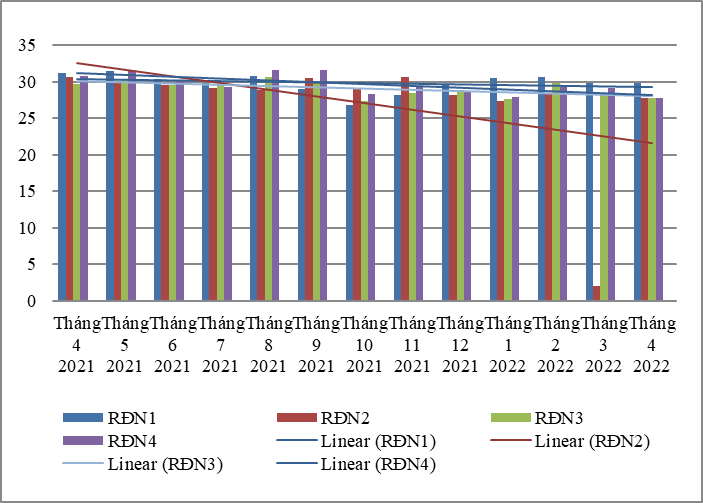 35
30
25
20
15
10
5
0
Tháng Tháng Tháng Tháng Tháng Tháng Tháng Tháng Tháng Tháng Tháng Tháng Tháng
4 5 6 7 8 9 10 11 12 1 2 3 4
2021 2021 2021 2021 2021 2021 2021 2021 2021 2022 2022 2022 2022
RĐN1 RĐN2 RĐN3
RĐN4 Linear (RĐN1) Linear (RĐN2)
Linear (RĐN3) Linear (RĐN4)